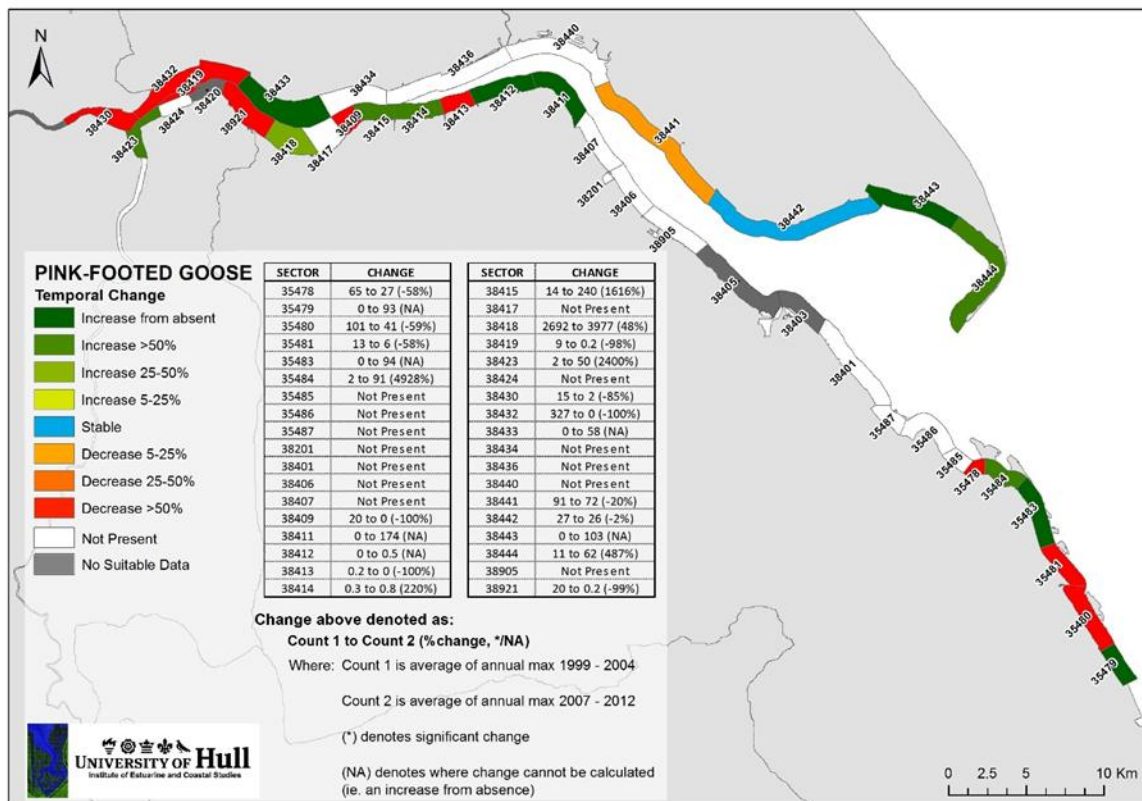 N
38440
38436
38434
38432
38419
38433
38420
38430
38424
38921
38423
38418
38417
38409
38415
38414
38413
38412
38411
38441
38407
38201
38406
38442
38443
38905
38444
38405
38403
38401
35487
35486
35485
35478
35484
35483
35481
35480
35479
PINK-FOOTED GOOSE
Temporal Change
Increase from absent
Increase >50%
Increase 25-50%
Increase 5-25%
Stable
Decrease 5-25%
Decrease 25-50%
Decrease >50%
Not Present
No Suitable Data
SECTOR CHANGE
35478 65 to 27 (-58%)
35479 0 to 93 (NA)
35480 101 to 41 (-59%)
35481 13 to 6 (-58%)
35483 0 to 94 (NA)
35484 2 to 91 (4928%)
35485 Not Present
35486 Not Present
35487 Not Present
38201 Not Present
38401 Not Present
38406 Not Present
38407 Not Present
38409 20 to 0 (-100%)
38411 0 to 174 (NA)
38412 0 to 0.5 (NA)
38413 0.2 to 0 (-100%)
38414 0.3 to 0.8 (220%)
SECTOR CHANGE
38415 14 to 240 (1616%)
38417 Not Present
38418 2692 to 3977 (48%)
38419 9 to 0.2 (-98%)
38423 2 to 50 (2400%)
38424 Not Present
38430 15 to 2 (-85%)
38432 327 to 0 (-100%)
38433 0 to 58 (NA)
38434 Not Present
38436 Not Present
38440 Not Present
38441 91 to 72 (-20%)
38442 27 to 26 (-2%)
38443 0 to 103 (NA)
38444 11 to 62 (487%)
38905 Not Present
38921 20 to 0.2 (-99%)
Change above denoted as:
Count 1 to Count 2 (%change, */NA)
Where: Count 1 is average of annual max 1999 - 2004
Count 2 is average of annual max 2007 - 2012
(*) denotes significant change
(NA) denotes where change cannot be calculated
(ie. an increase from absence)
UNIVERSITY OF Hull
Institute of Estuarine and Coastal Studies
0 2.5 5 10 Km